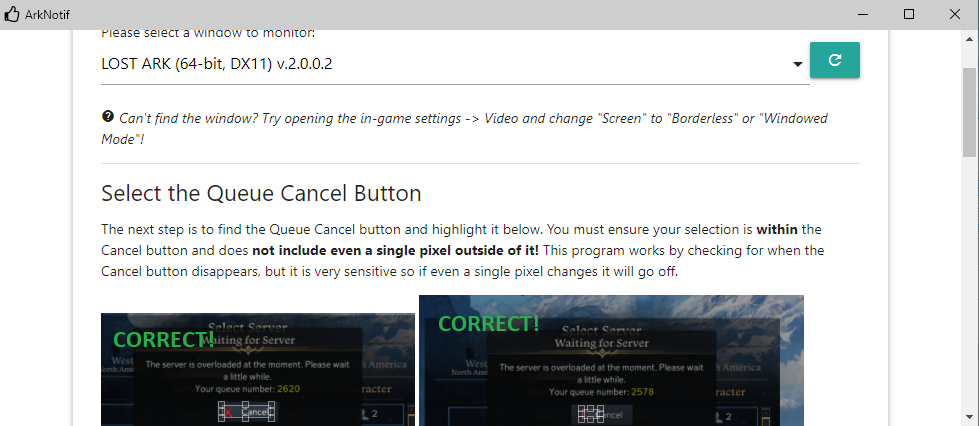 ArkNotif
Please select a window to monitor:
LOST ARK (64-bit, DX11) v.2.0.0.2
Can't find the window? Try opening the in-game settings -> Video and change "Screen" to "Borderless" or "Windowed
Mode"!
Select the Queue Cancel Button
The next step is to find the Queue Cancel button and highlight it below. You must ensure your selection is within the
Cancel button and does not include even a single pixel outside of it! This program works by checking for when the
Cancel button disappears, but it is very sensitive so if even a single pixel changes it will go off.
CORRECT!
Select Server
Waiting for Server
West
North Ameri
h America
The server is overloaded at the moment. Please wait
a little while.
Your queue number: 2620
racter
X Cancel
2
CORRECT!
Select Server
Waiting for Server
West
North Americ
h America
The server is overloaded at the moment. Please wait
a little while.
Your queue number: 2578
aracter
ancel
2